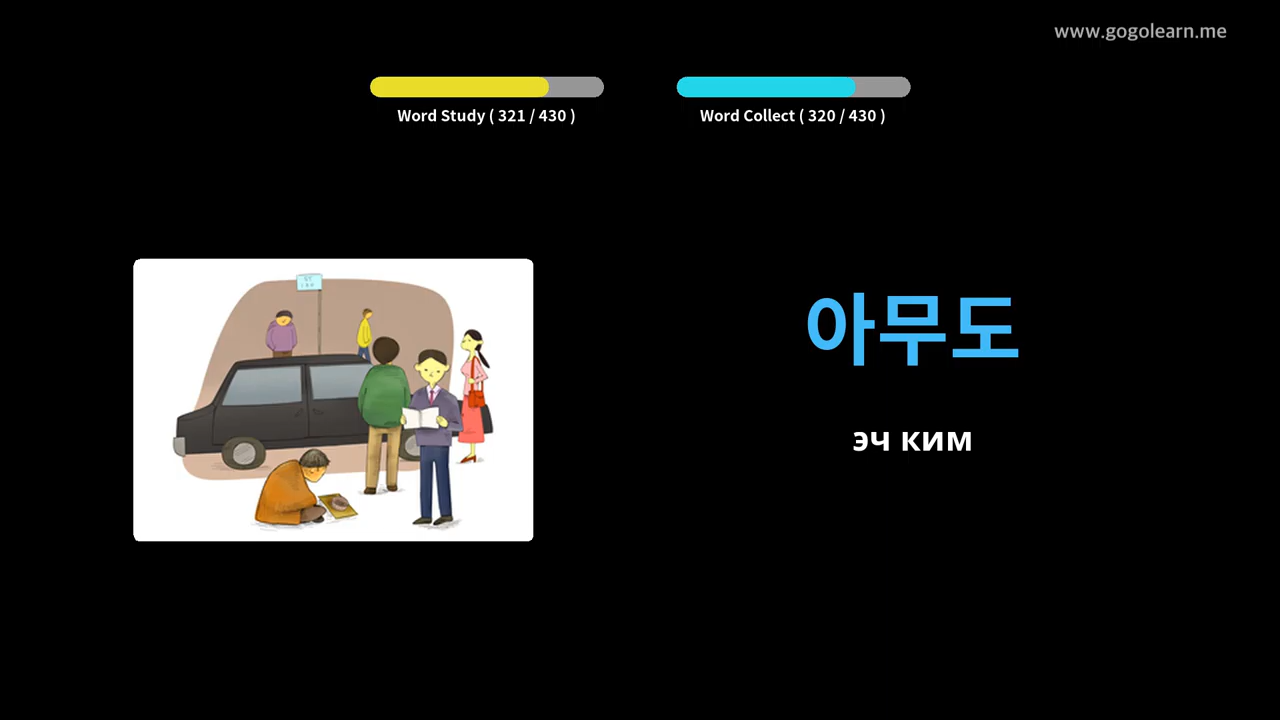 www.gogolearn.me
Word Study ( 321 / 430 )
Word Collect ( 320 / 430 )
아무도
эч ким